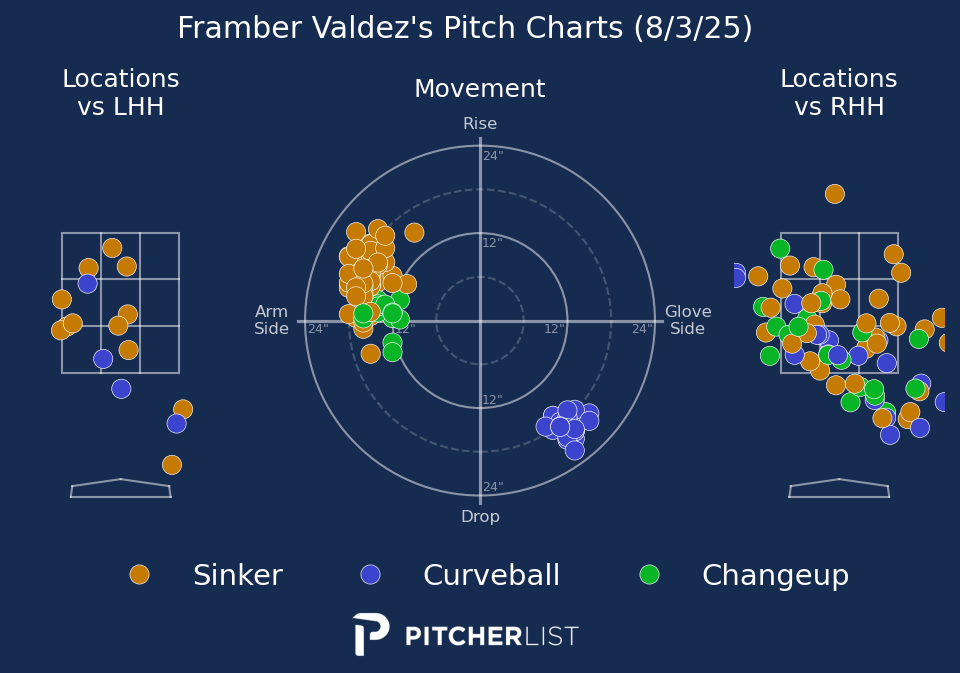 Framber Valdez's Pitch Charts (8/3/25)
Locations
vs LHH
Movement
Locations
vs RHH
Rise
24"
12"
Arm
Side
24"
12"
12"
24"
Glove
Side
12"
24"
Drop
Sinker
Curveball
Changeup
PITCHERLIST